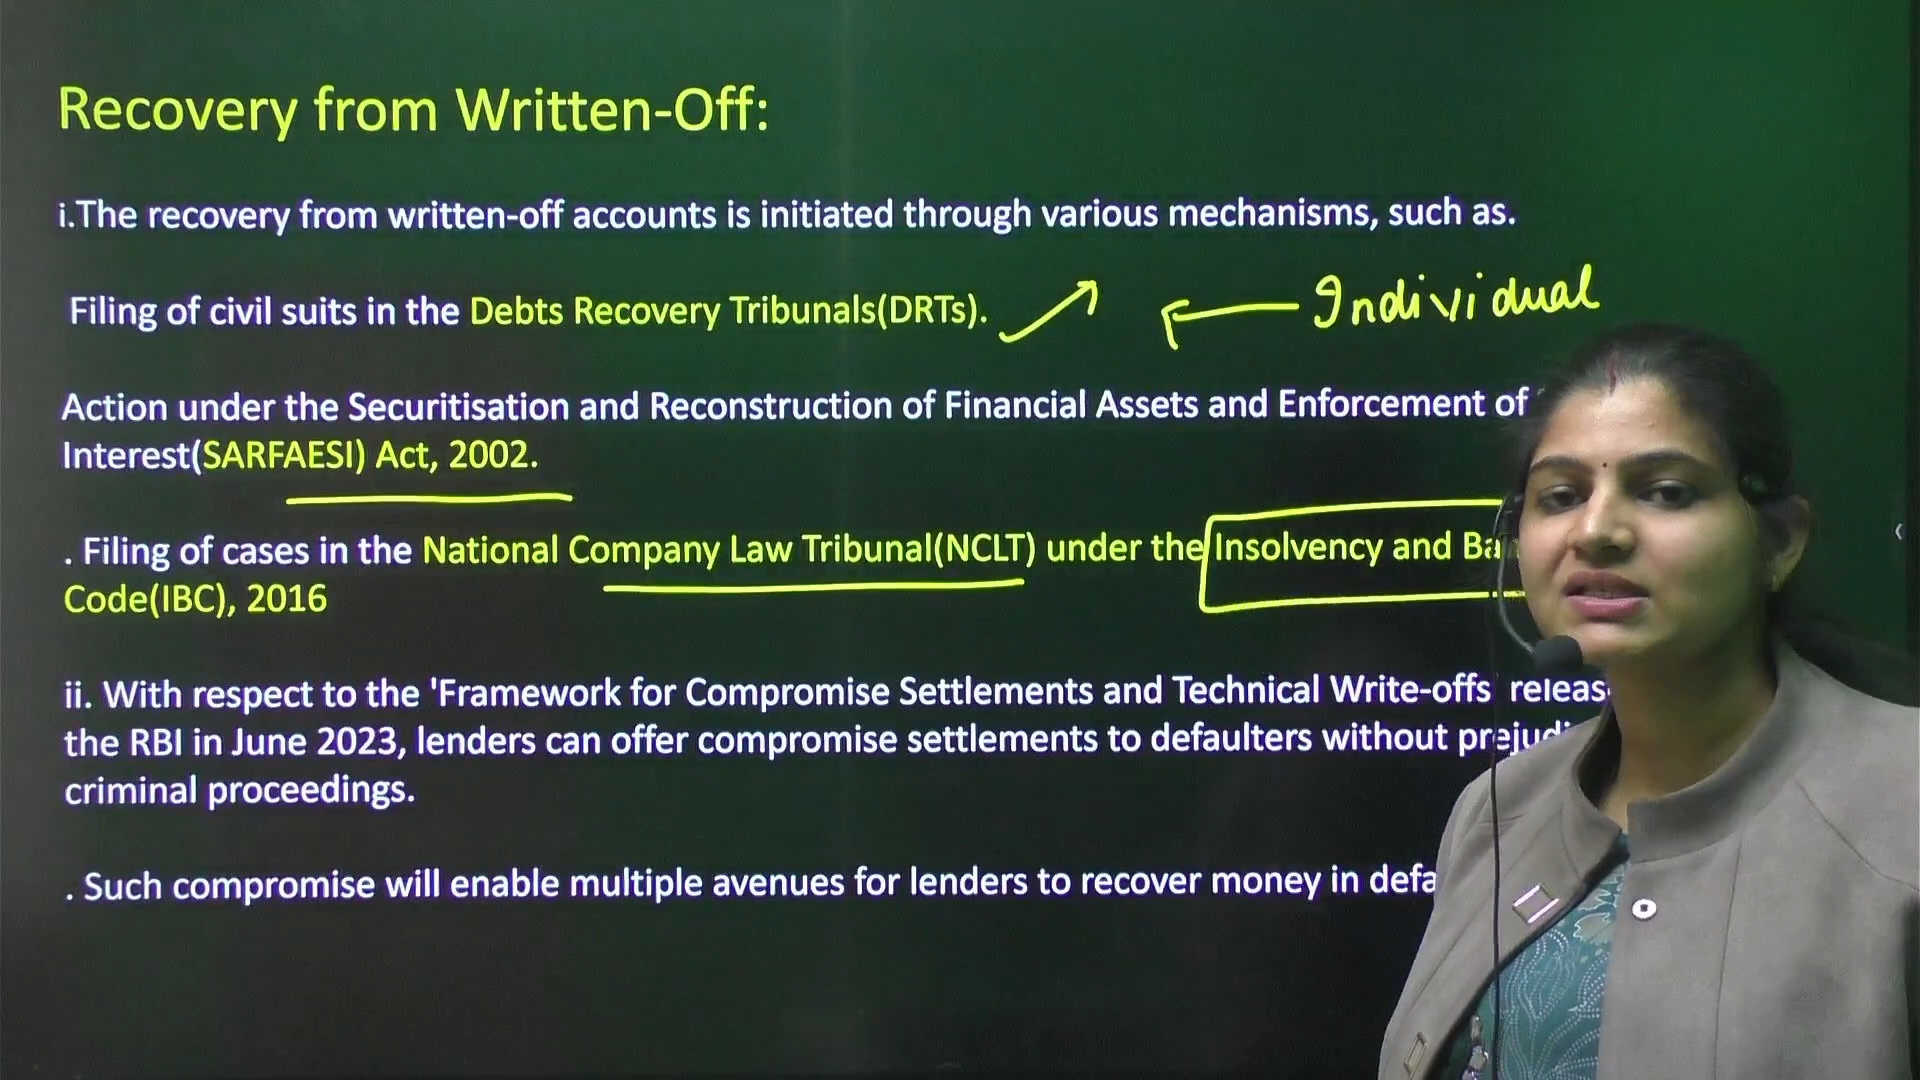 Recovery from Written-Off:
i.The recovery from written-off accounts is initiated through various mechanisms, such as.
Filing of civil suits in the Debts Recovery Tribunals(DRTs).
Individual
Action under the Securitisation and Reconstruction of Financial Assets and Enforcement of
Interest(SARFAESI) Act, 2002.
. Filing of cases in the National Company Law Tribunal(NCLT) under the Insolvency and
Code(IBC), 2016
ii. With respect to the 'Framework for Compromise Settlements and Technical Write-offs
the RBI in June 2023, lenders can offer compromise settlements to defaulters without
criminal proceedings.
. Such compromise will enable multiple avenues for lenders to recover money in